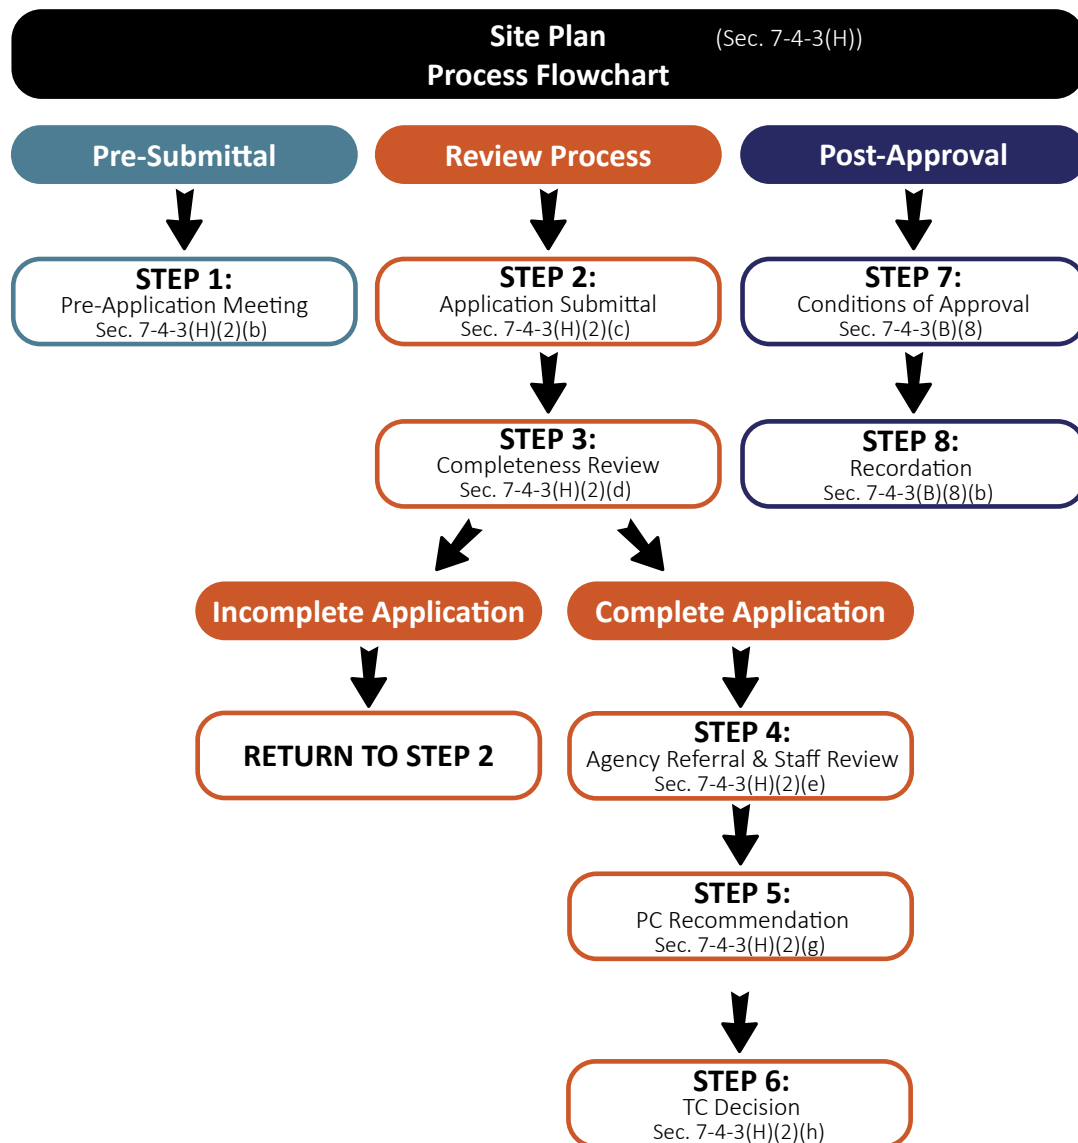 Site Plan (Sec. 7-4-3(H))
Process Flowchart
Pre-Submittal
Review Process
Post-Approval
STEP 1:
Pre-Application Meeting
Sec. 7-4-3(H)(2)(b)
STEP 2:
Application Submittal
Sec. 7-4-3(H)(2)(c)
STEP 7:
Conditions of Approval
Sec. 7-4-3(B)(8)
STEP 3:
Completeness Review
Sec. 7-4-3(H)(2)(d)
STEP 8:
Recordation
Sec. 7-4-3(B)(8)(b)
Incomplete Application
Complete Application
RETURN TO STEP 2
STEP 4:
Agency Referral & Staff Review
Sec. 7-4-3(H)(2)(e)
STEP 5:
PC Recommendation
Sec. 7-4-3(H)(2)(g)
STEP 6:
TC Decision
Sec. 7-4-3(H)(2)(h)